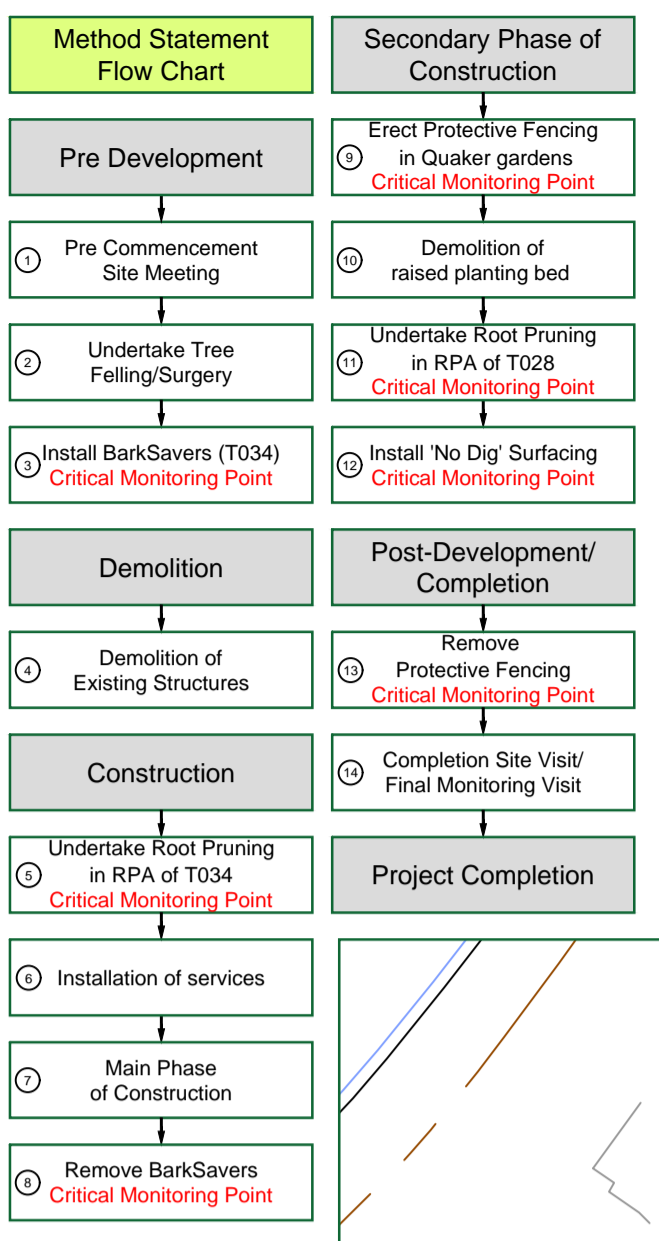 Method Statement
Flow Chart
Pre Development
1 Pre Commencement
Site Meeting
2 Undertake Tree
Felling/Surgery
3 Install BarkSavers (T034)
Critical Monitoring Point
Demolition
4 Demolition of
Existing Structures
Construction
5 Undertake Root Pruning
in RPA of T034
Critical Monitoring Point
6 Installation of services
7 Main Phase
of Construction
8 Remove BarkSavers
Critical Monitoring Point
Secondary Phase of
Construction
9 Erect Protective Fencing
in Quaker gardens
Critical Monitoring Point
10 Demolition of
raised planting bed
11 Undertake Root Pruning
in RPA of T028
Critical Monitoring Point
12 Install 'No Dig' Surfacing
Critical Monitoring Point
Post-Development/
Completion
13 Remove
Protective Fencing
Critical Monitoring Point
14 Completion Site Visit/
Final Monitoring Visit
Project Completion